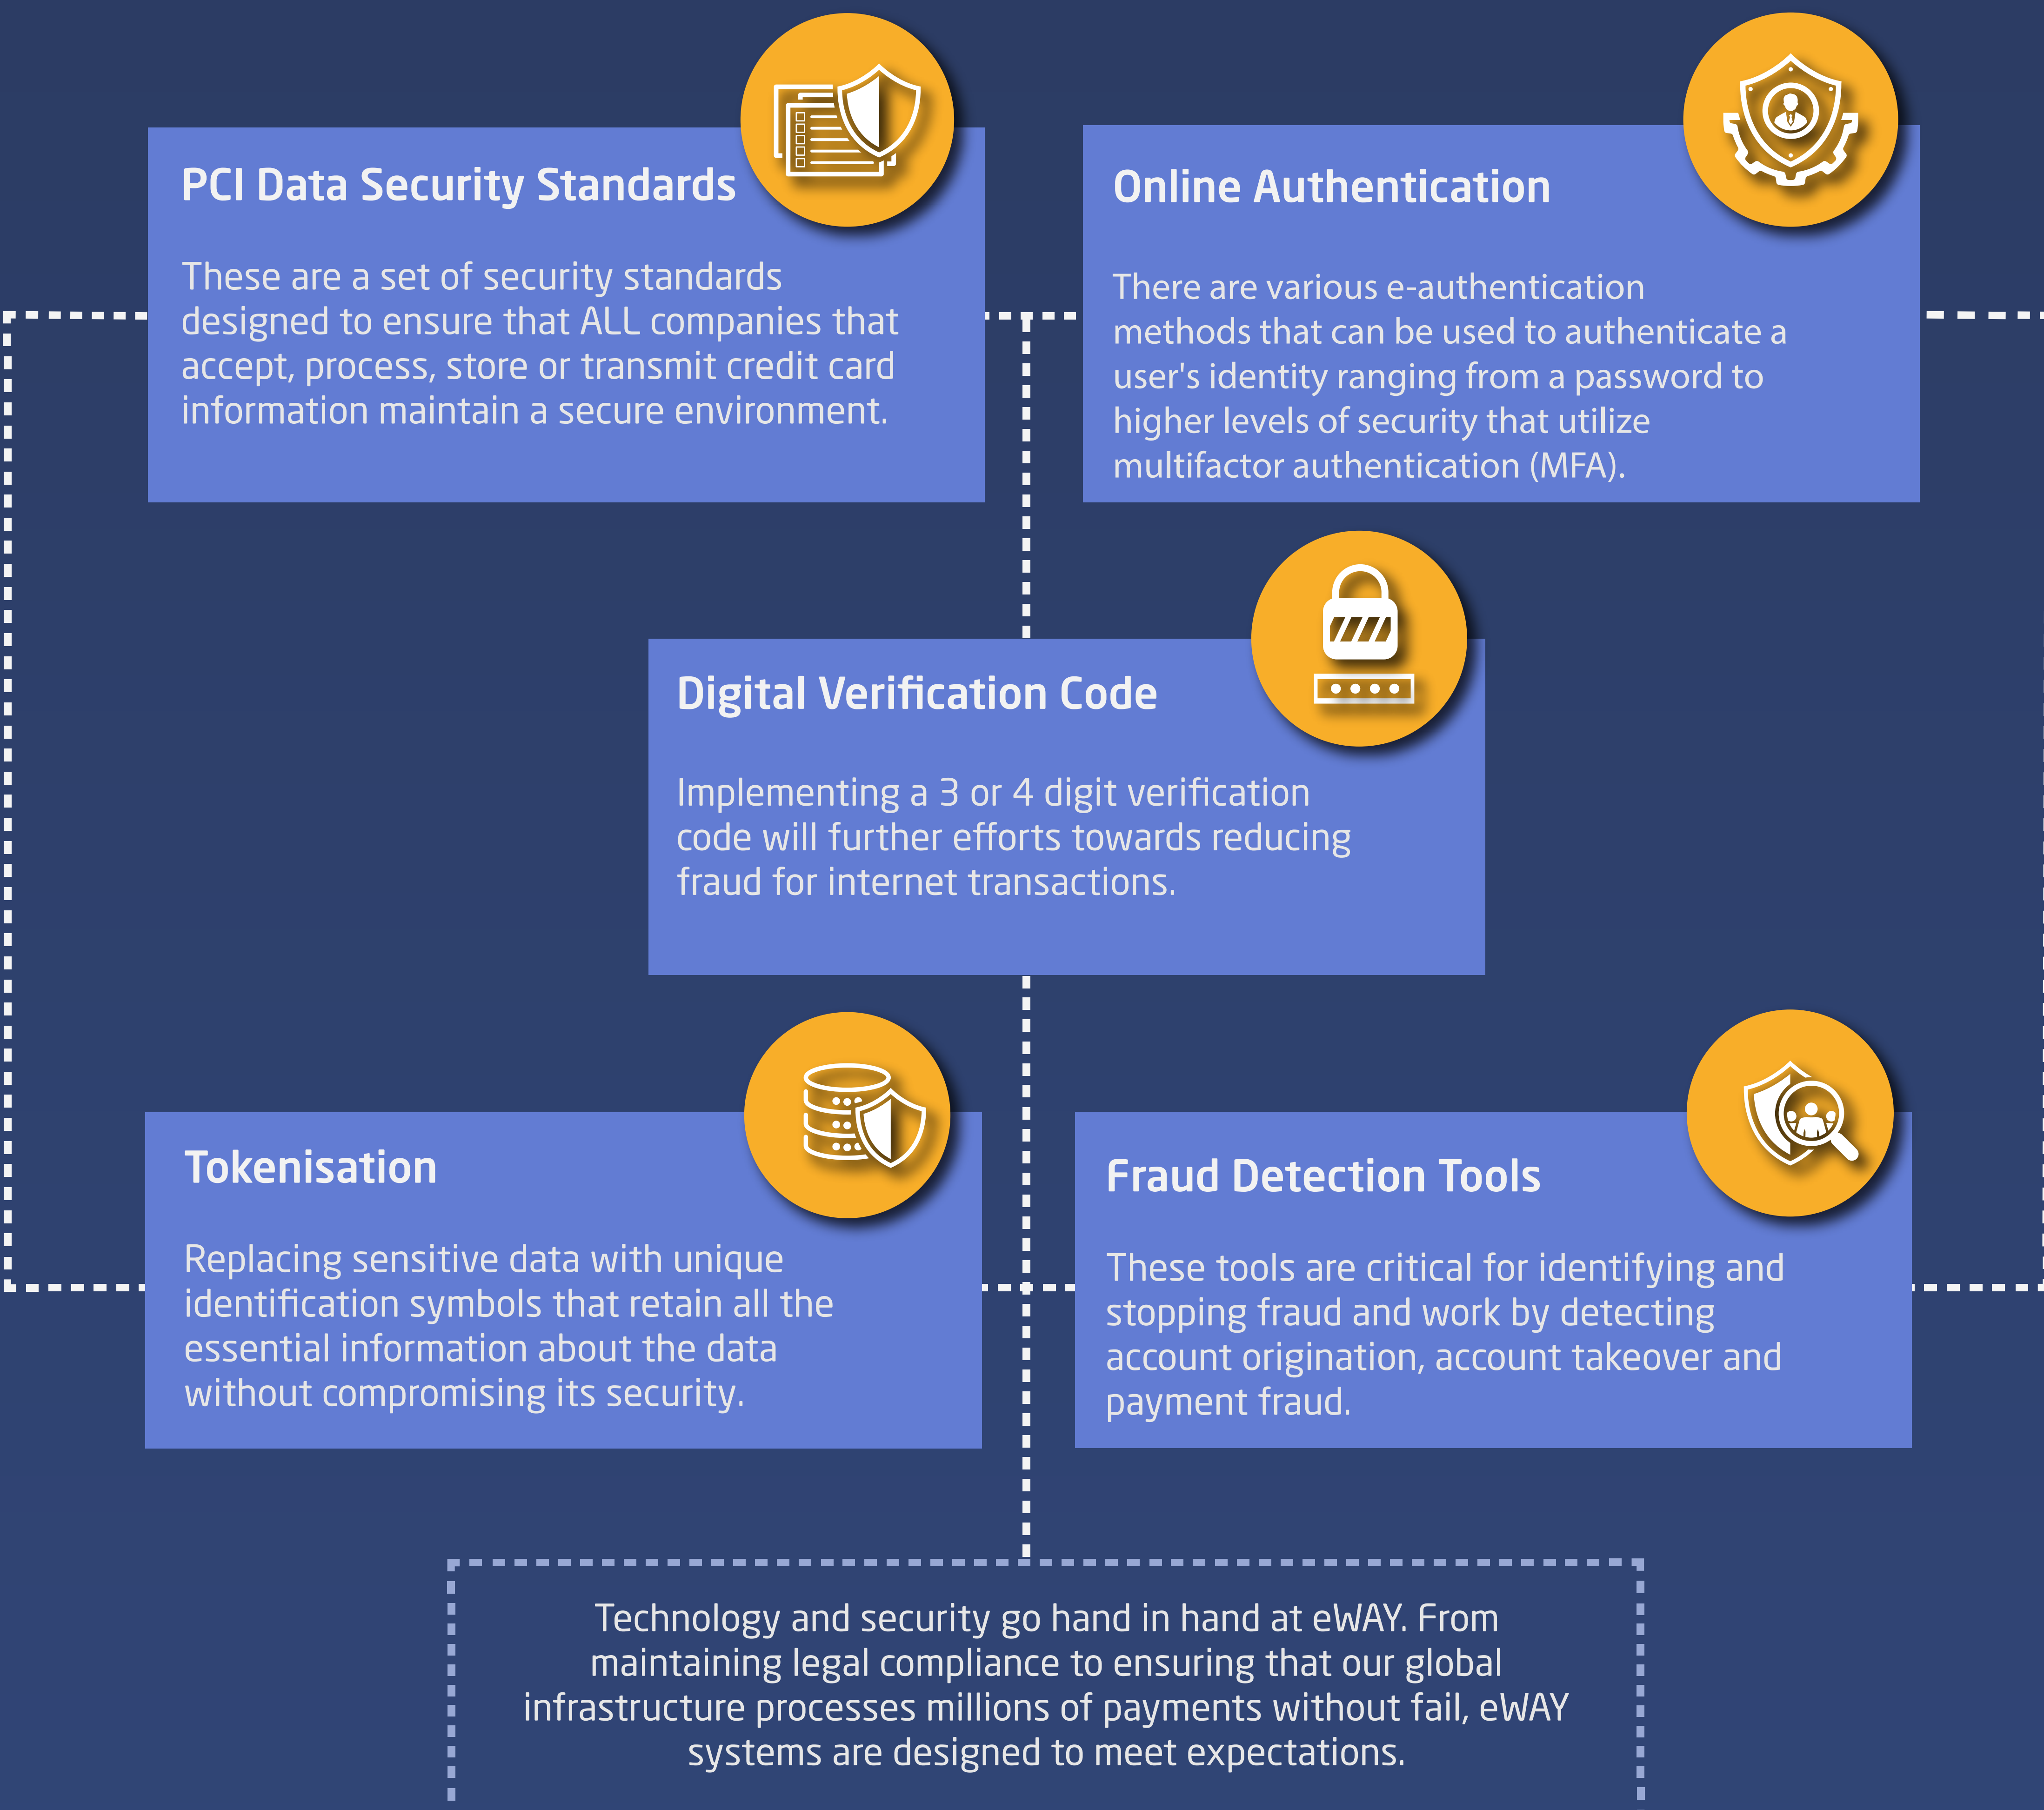 PCI Data Security Standards
These are a set of security standards
designed to ensure that ALL companies that
accept, process, store or transmit credit card
information maintain a secure environment.
Online Authentication
There are various e-authentication
methods that can be used to authenticate a
user's identity ranging from a password to
higher levels of security that utilize
multifactor authentication (MFA).
Digital Verification Code
Implementing a 3 or 4 digit verification
code will further efforts towards reducing
fraud for internet transactions.
Tokenisation
Replacing sensitive data with unique
identification symbols that retain all the
essential information about the data
without compromising its security.
Fraud Detection Tools
These tools are critical for identifying and
stopping fraud and work by detecting
account origination, account takeover and
payment fraud.
Technology and security go hand in hand at eWAY. From
maintaining legal compliance to ensuring that our global
infrastructure processes millions of payments without fail, eWAY
systems are designed to meet expectations.